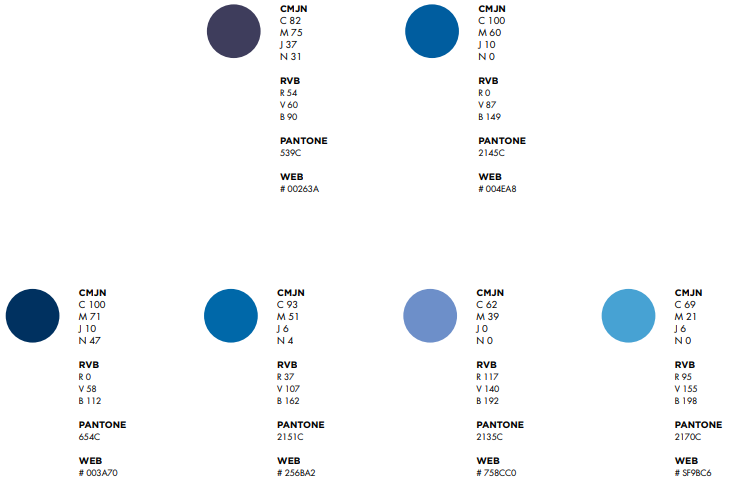 CMJN
C 82
M 75
J 37
N 31
RVB
R 54
V 60
B 90
PANTONE
539C
WEB
# 00263A
CMJN
C 100
M 60
J 10
N 0
RVB
R 0
V 87
B 149
PANTONE
2145C
WEB
# 004EA8
CMJN
C 100
M 71
J 10
N 47
RVB
R 0
V 58
B 112
PANTONE
654C
WEB
# 003A70
CMJN
C 93
M 51
J 6
N 4
RVB
R 37
V 107
B 162
PANTONE
2151C
WEB
# 256BA2
CMJN
C 62
M 39
J 0
N 0
RVB
R 117
V 140
B 192
PANTONE
2135C
WEB
# 758CC0
CMJN
C 69
M 21
J 6
N 0
RVB
R 95
V 155
B 198
PANTONE
2170C
WEB
# SF9BC6